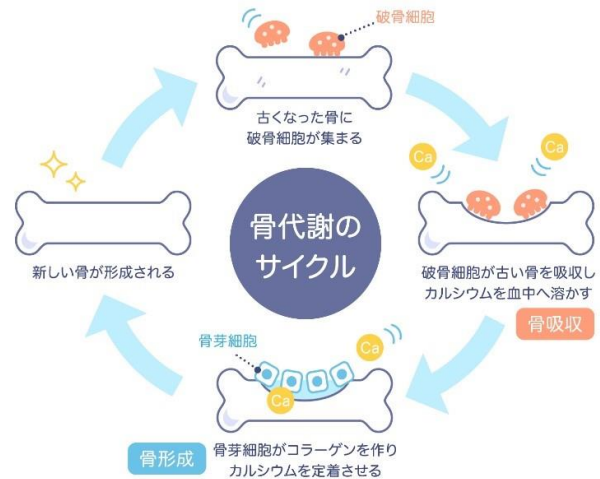 破骨細胞
古くなった骨に
破骨細胞が集まる
Ca
Ca
破骨細胞が古い骨を吸収し
カルシウムを血中へ溶かす
骨吸収
骨代謝の
サイクル
新しい骨が形成される
骨芽細胞
Ca
Ca
骨形成
骨芽細胞がコラーゲンを作り
カルシウムを定着させる